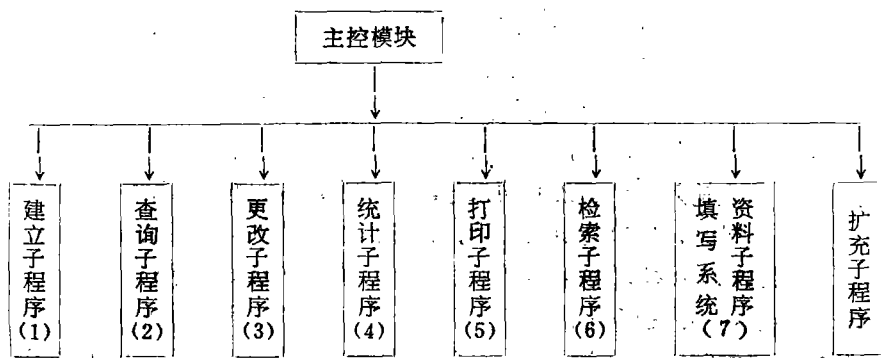 主控模块
建立子程序(1)
查询子程序(2)
更改子程序(3)
统计子程序(4)
打印子程序(5)
检索子程序(6)
资料子程序
填写系统
(7)
扩充子程序